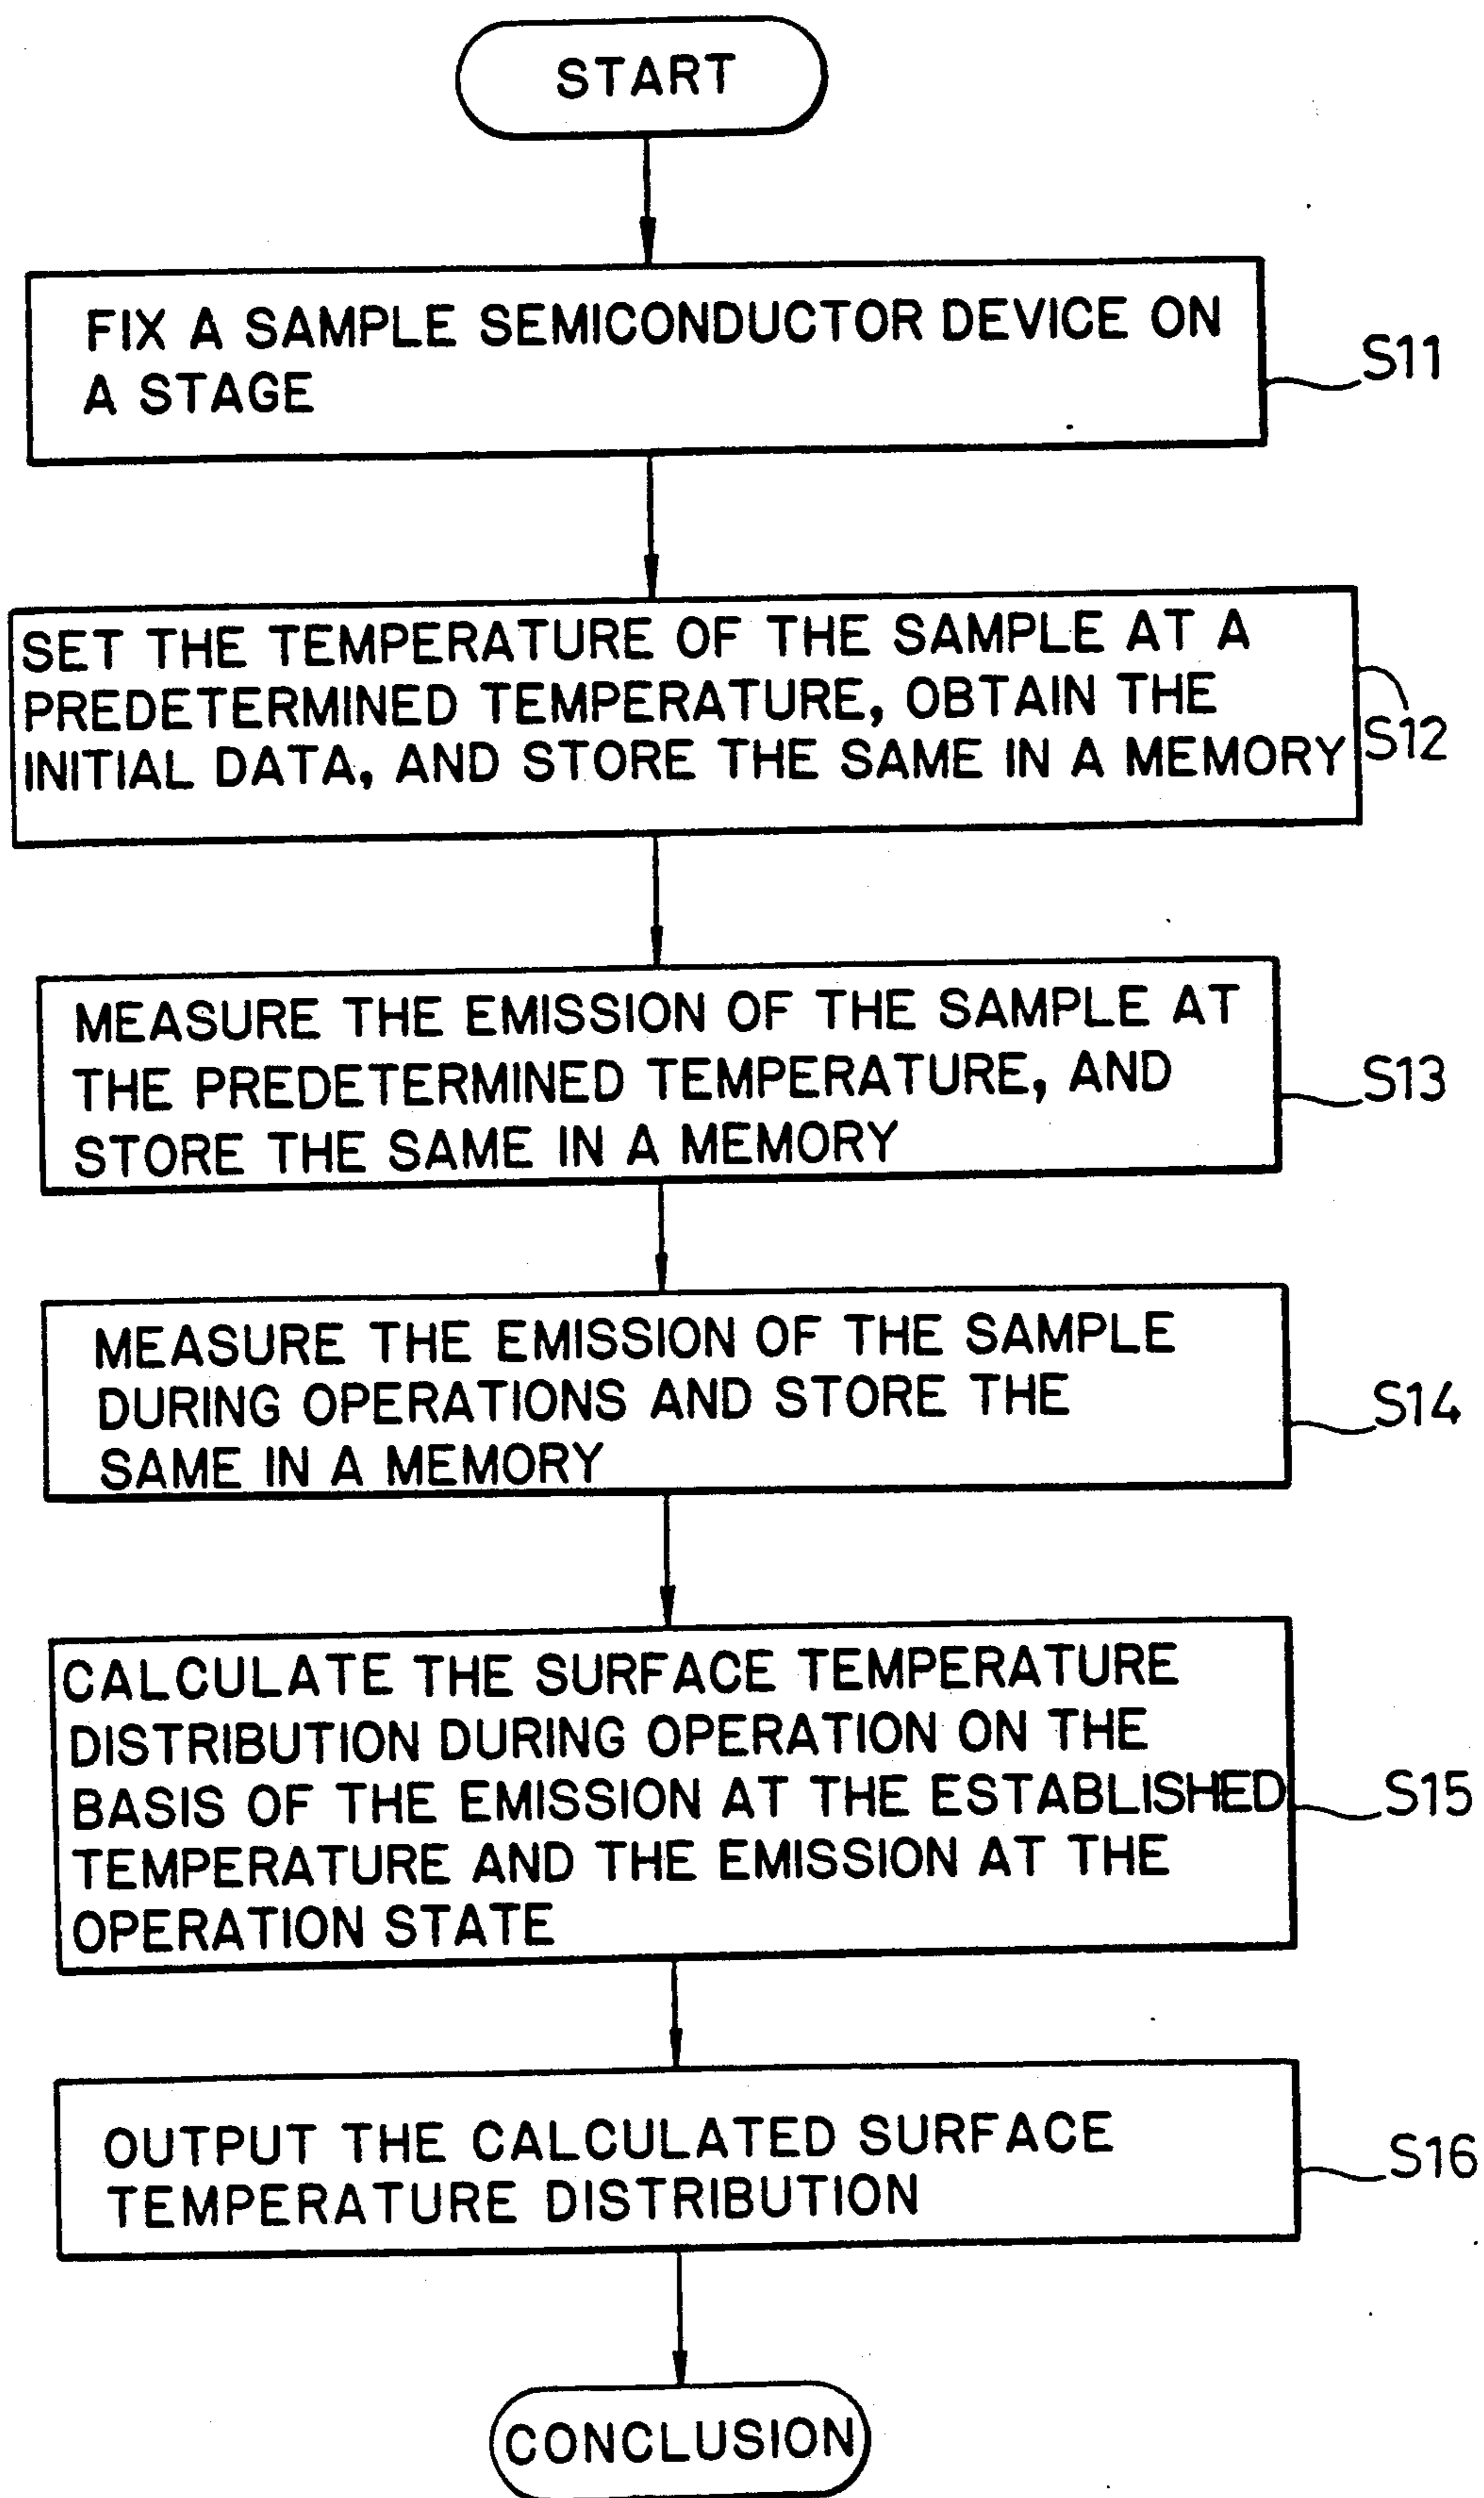 START
FIX A SAMPLE SEMICONDUCTOR DEVICE ON
A STAGE
S11
SET THE TEMPERATURE OF THE SAMPLE AT A
PREDETERMINED TEMPERATURE, OBTAIN THE
INITIAL DATA, AND STORE THE SAME IN A MEMORY
S12
MEASURE THE EMISSION OF THE SAMPLE AT
THE PREDETERMINED TEMPERATURE, AND
STORE THE SAME IN A MEMORY
S13
MEASURE THE EMISSION OF THE SAMPLE
DURING OPERATIONS AND STORE THE
SAME IN A MEMORY
S14
CALCULATE THE SURFACE TEMPERATURE
DISTRIBUTION DURING OPERATION ON THE
BASIS OF THE EMISSION AT THE ESTABLISHED
TEMPERATURE AND THE EMISSION AT THE
OPERATION STATE
S15
OUTPUT THE CALCULATED SURFACE
TEMPERATURE DISTRIBUTION
S16
CONCLUSION